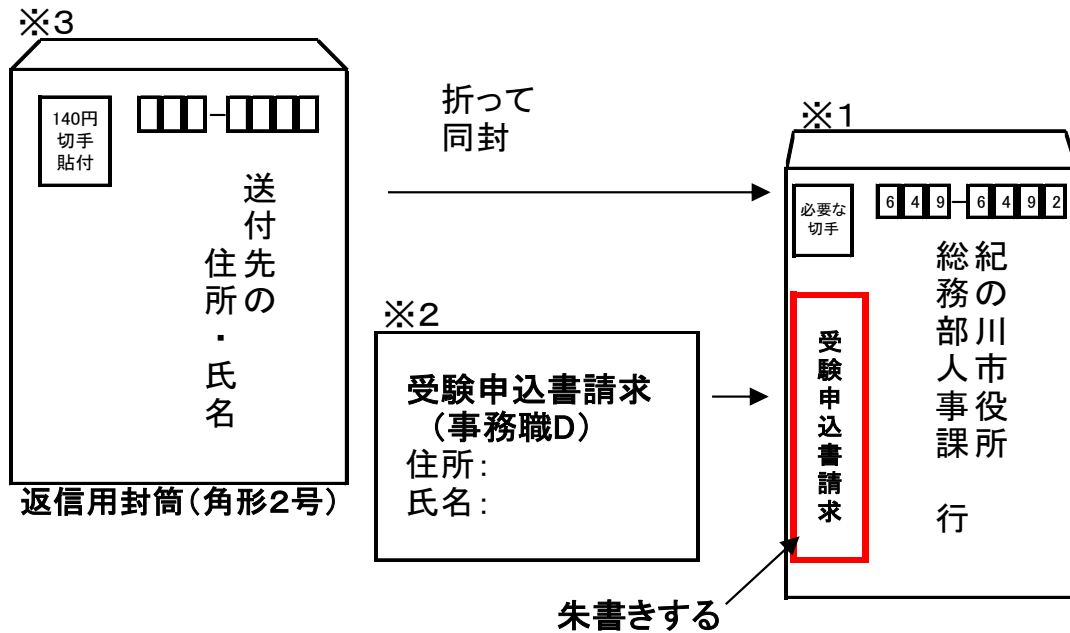 ※3
140円
切手
貼付
送付先の
住所・氏名
返信用封筒(角形2号)
折って
同封
※2
受験申込書請求
(事務職D)
住所:
氏名:
※1
必要な
切手
649-6492
紀の川市役所
総務部人事課 行
受験申込書請求
朱書きする